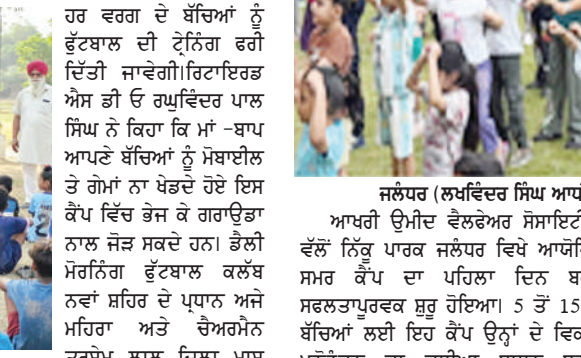 ਹਰ ਵਰਗ ਦੇ ਬੱਚਿਆਂ ਨੂੰ
ਫੁੱਟਬਾਲ ਦੀ ਟ੍ਰੇਨਿੰਗ ਫਰੀ
ਦਿੱਤੀ ਜਾਵੇਗੀ।ਰਿਟਾਇਰਡ
ਐਸ ਡੀ ਓ ਰਘੁਵਿੰਦਰ ਪਾਲ
ਸਿੰਘ ਨੇ ਕਿਹਾ ਕਿ ਮਾਂ -ਬਾਪ
ਆਪਣੇ ਬੱਚਿਆਂ ਨੂੰ ਮੋਬਾਈਲ
ਤੇ ਗੇਮਾਂ ਨਾ ਖੇਡਦੇ ਹੋਏ ਇਸ
ਕੈਂਪ ਵਿੱਚ ਭੇਜ ਕੇ ਗਰਾਊਡਾ
ਨਾਲ ਜੋੜ ਸਕਦੇ ਹਨ। ਡੈਲੀ
ਮੋਰਨਿੰਗ ਫੁੱਟਬਾਲ ਕਲੱਬ
ਨਵਾਂ ਸ਼ਹਿਰ ਦੇ ਪ੍ਰਧਾਨ ਅਜੇ
ਮਹਿਰਾ ਅਤੇ ਚੈਅਰਮੈਨ
ਜਲੰਧਰ (ਲਖਵਿੰਦਰ ਸਿੰਘ
ਆਖਰੀ ਉਮੀਦ ਵੈਲਫੇਅਰ ਸੋਸਾਇਟੀ
ਵੱਲੋਂ ਨਿੱਕੂ ਪਾਰਕ ਜਲੰਧਰ ਵਿਖੇ
ਸਮਰ ਕੈਂਪ ਦਾ ਪਹਿਲਾ ਦਿਨ
ਸਫਲਤਾਪੂਰਵਕ ਸ਼ੁਰੂ ਹੋਇਆ। 5 ਤੋਂ 15
ਬੱਚਿਆਂ ਲਈ ਇਹ ਕੈਂਪ ਉਨ੍ਹਾਂ ਦੇ